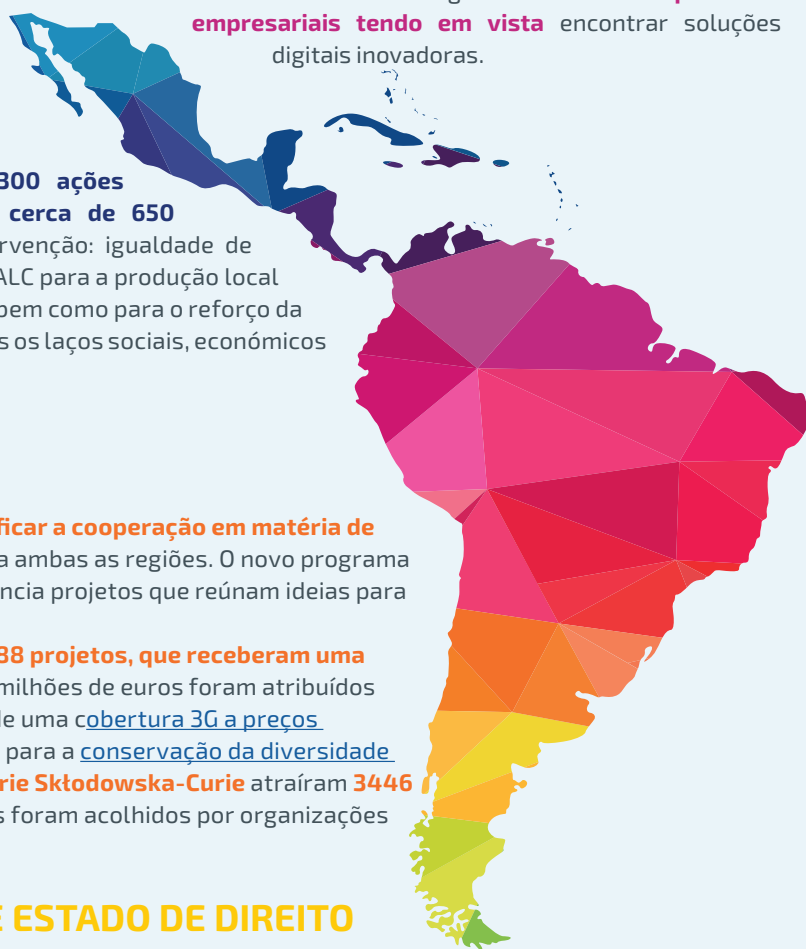 empresariais tendo em vista encontrar soluções
digitais inovadoras.
300 ações
cerca de 650
rvenção: igualdade de
ALC para a produção local
bem como para o reforço da
s os laços sociais, económicos
ficar a cooperação em matéria de
a ambas as regiões. O novo programa
ncia projetos que reúnam ideias para
88 projetos, que receberam uma
milhões de euros foram atribuídos
de uma cobertura 3G a preços
para a conservação da diversidade
rie Skłodowska-Curie atraíram 3446
s foram acolhidos por organizações
E ESTADO DE DIREITO